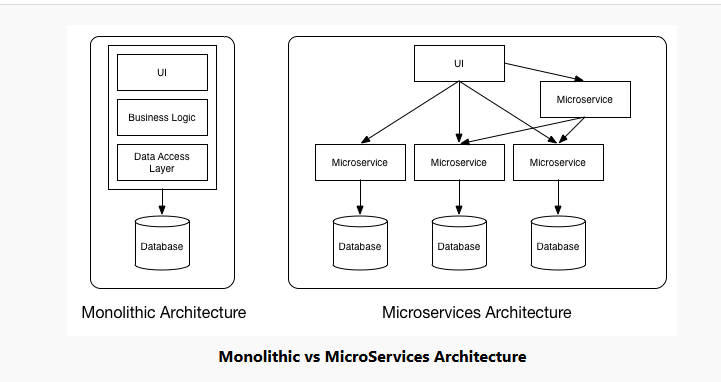 UI
Business Logic
Data Access
Layer
Database
Monolithic Architecture
UI
Microservice
Microservice
Microservice
Microservice
Database
Database
Database
Microservices Architecture
Monolithic vs MicroServices Architecture